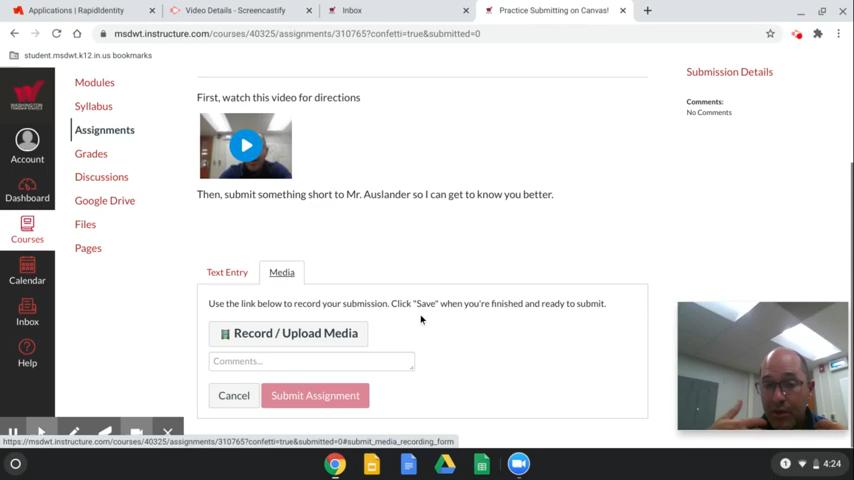 Applications | RapidIdentity
Video Details - Screencastify
Inbox
Practice Submitting on Canvas!
msdwt.instructure.com/courses/40325/assignments/310765?confetti=true&submitted=0
student.msdwt.k12.in.us bookmarks
WASHINGTON
Account
Dashboard
Courses
Calendar
Inbox
Help
Modules
Syllabus
Assignments
Grades
Discussions
Google Drive
Files
Pages
First, watch this video for directions
Then, submit something short to Mr. Auslander so I can get to know you better.
Text Entry
Media
Use the link below to record your submission. Click "Save" when you're finished and ready to submit.
Record / Upload Media
Comments...
Cancel
Submit Assignment
Submission Details
Comments:
No Comments
https://msdwt.instructure.com/courses/40325/assignments/310765?confetti=true&submitted=0#submit_media_recording_form
1
4:24